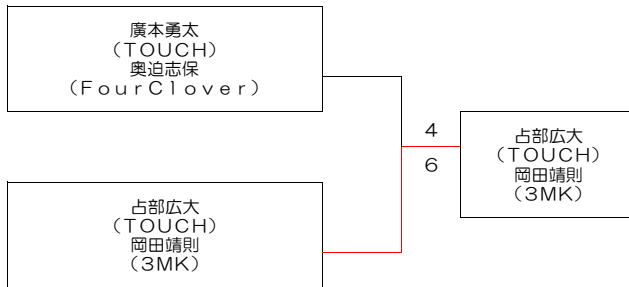 廣本勇太
（ＴＯＵＣＨ）
奥迫志保
（ＦｏｕｒＣｌｏｖｅｒ）
4
6
占部広大
（ＴＯＵＣＨ）
岡田靖則
（３ＭＫ）
占部広大
（ＴＯＵＣＨ）
岡田靖則
（３ＭＫ）